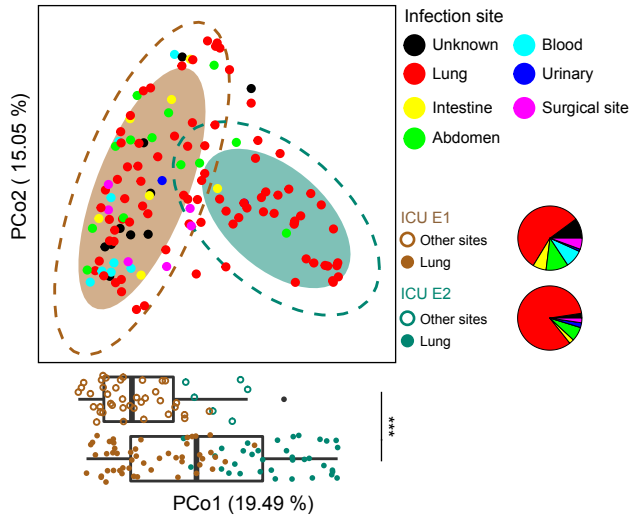 Infection site
Unknown
Blood
Lung
Urinary
Intestine
Surgical site
Abdomen
PCo2 ( 15.05 %)
ICU E1
Other sites
Lung
ICU E2
Other sites
Lung
***
PCo1 (19.49 %)